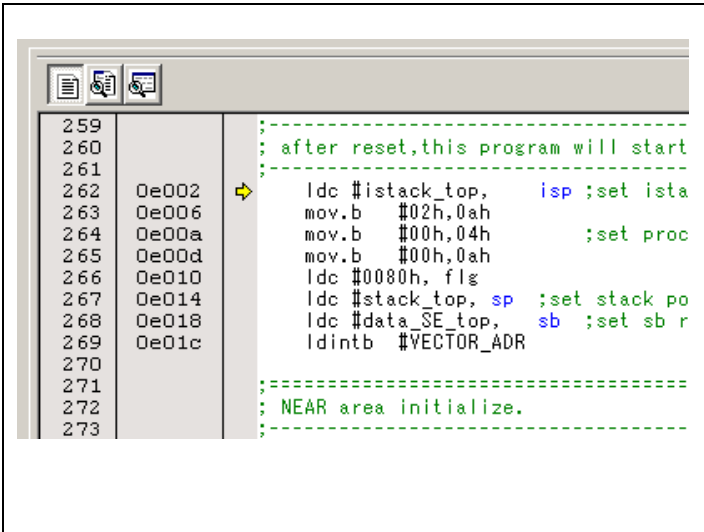 259 ;--------------------------------------
260 ; after reset,this program will start
261 ;--------------------------------------
262 0e002 ldc #istack_top, isp ;set ista
263 0e006 mov.b #02h,0ah
264 0e00a mov.b #00h,04h ;set proc
265 0e00d mov.b #00h,0ah
266 0e010 ldc #0080h, flg
267 0e014 ldc #stack_top, sp ;set stack po
268 0e018 ldc #data_SE_top, sb ;set sb r
269 0e01c ldintb #VECTOR_ADR
270
271 ;======================================
272 ; NEAR area initialize.
273 ;--------------------------------------